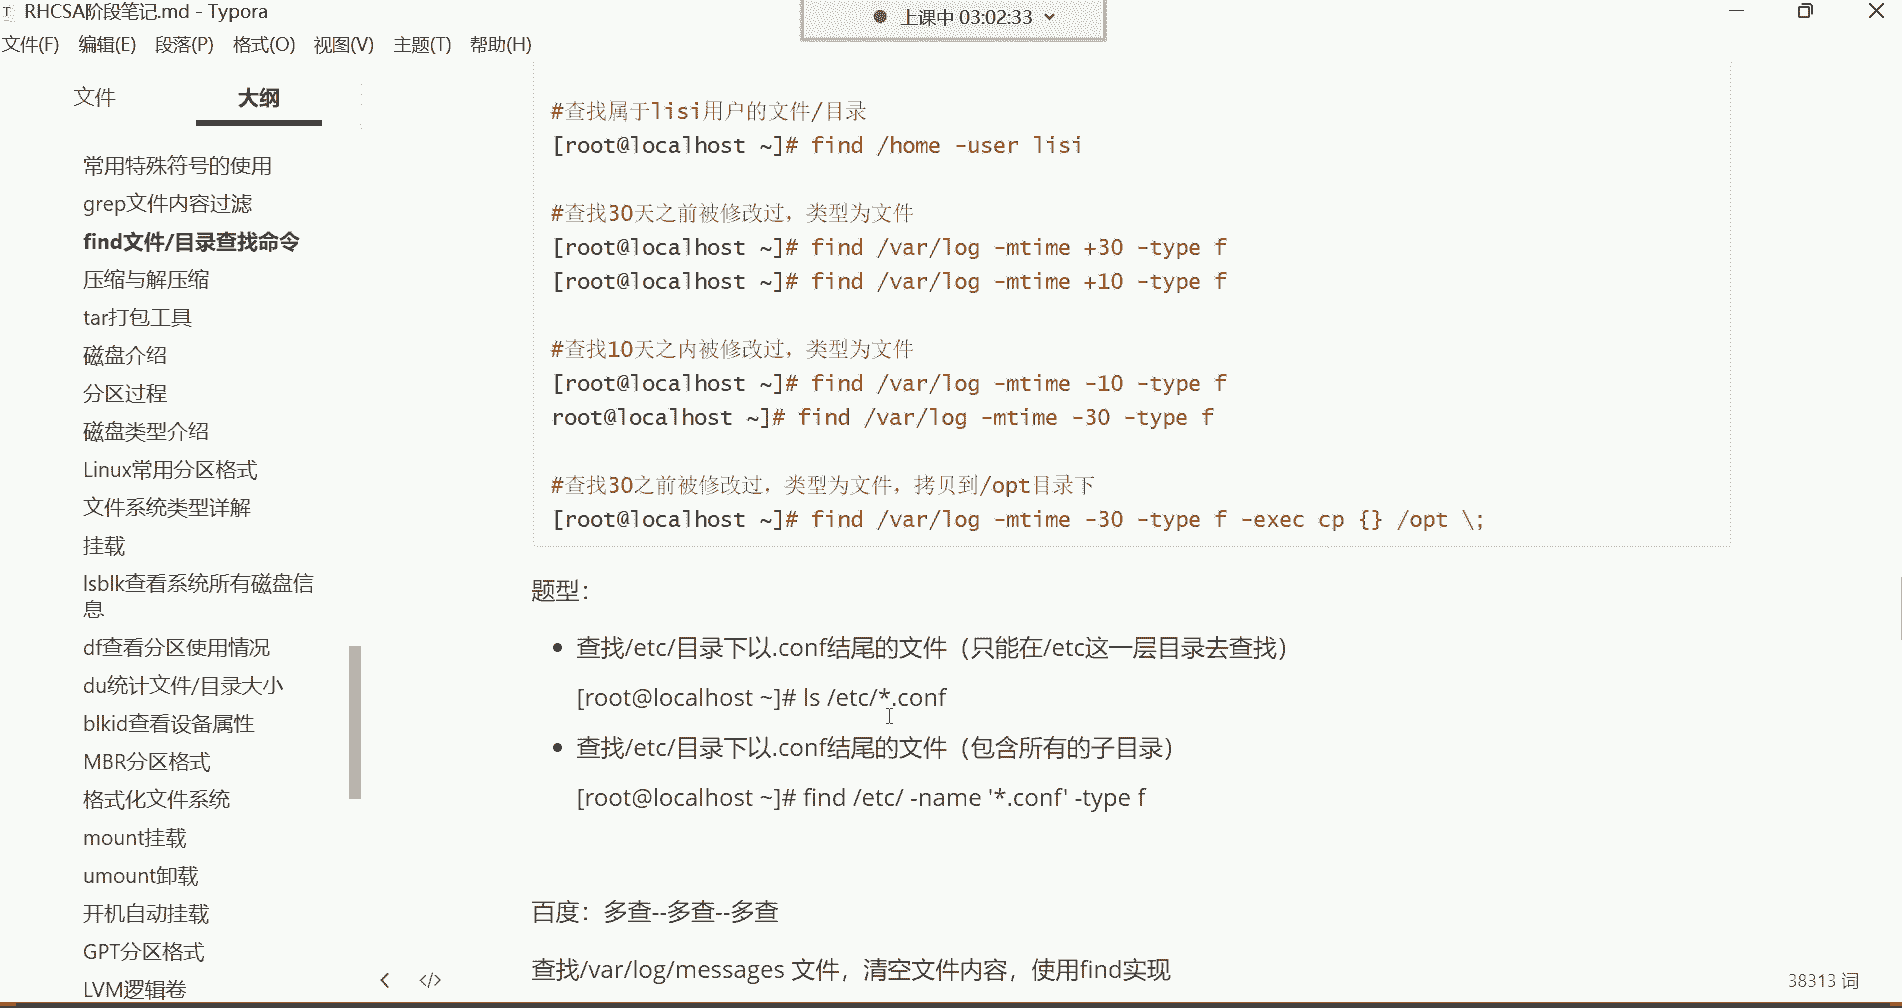 RHCSA阶段笔记.md - Typora
上课中 03:02:33
文件(F) 编辑(E) 段落(P) 格式(O) 视图(V) 主题(T) 帮助(H)
文件 大纲
常用特殊符号的使用
grep文件内容过滤
find文件/目录查找命令
压缩与解压缩
tar打包工具
磁盘介绍
分区过程
磁盘类型介绍
Linux常用分区格式
文件系统类型详解
挂载
lsblk查看系统所有磁盘信
息
df查看分区使用情况
du统计文件/目录大小
blkid查看设备属性
MBR分区格式
格式化文件系统
mount挂载
umount卸载
开机自动挂载
GPT分区格式
LVM逻辑卷
#查找属于lisi用户的文件/目录
[root@localhost ~]# find /home -user lisi
#查找30天之前被修改过，类型为文件
[root@localhost ~]# find /var/log -mtime +30 -type f
[root@localhost ~]# find /var/log -mtime +10 -type f
#查找10天之内被修改过，类型为文件
[root@localhost ~]# find /var/log -mtime -10 -type f
root@localhost ~]# find /var/log -mtime -30 -type f
#查找30之前被修改过，类型为文件，拷贝到/opt目录下
[root@localhost ~]# find /var/log -mtime -30 -type f -exec cp {} /opt \;
题型：
查找/etc/目录下以.conf结尾的文件（只能在/etc这一层目录去查找）
[root@localhost ~]# ls /etc/*.conf
查找/etc/目录下以.conf结尾的文件（包含所有的子目录）
[root@localhost ~]# find /etc/ -name '*.conf' -type f
百度：多查--多查--多查
查找/var/log/messages 文件，清空文件内容，使用find实现
38313 词